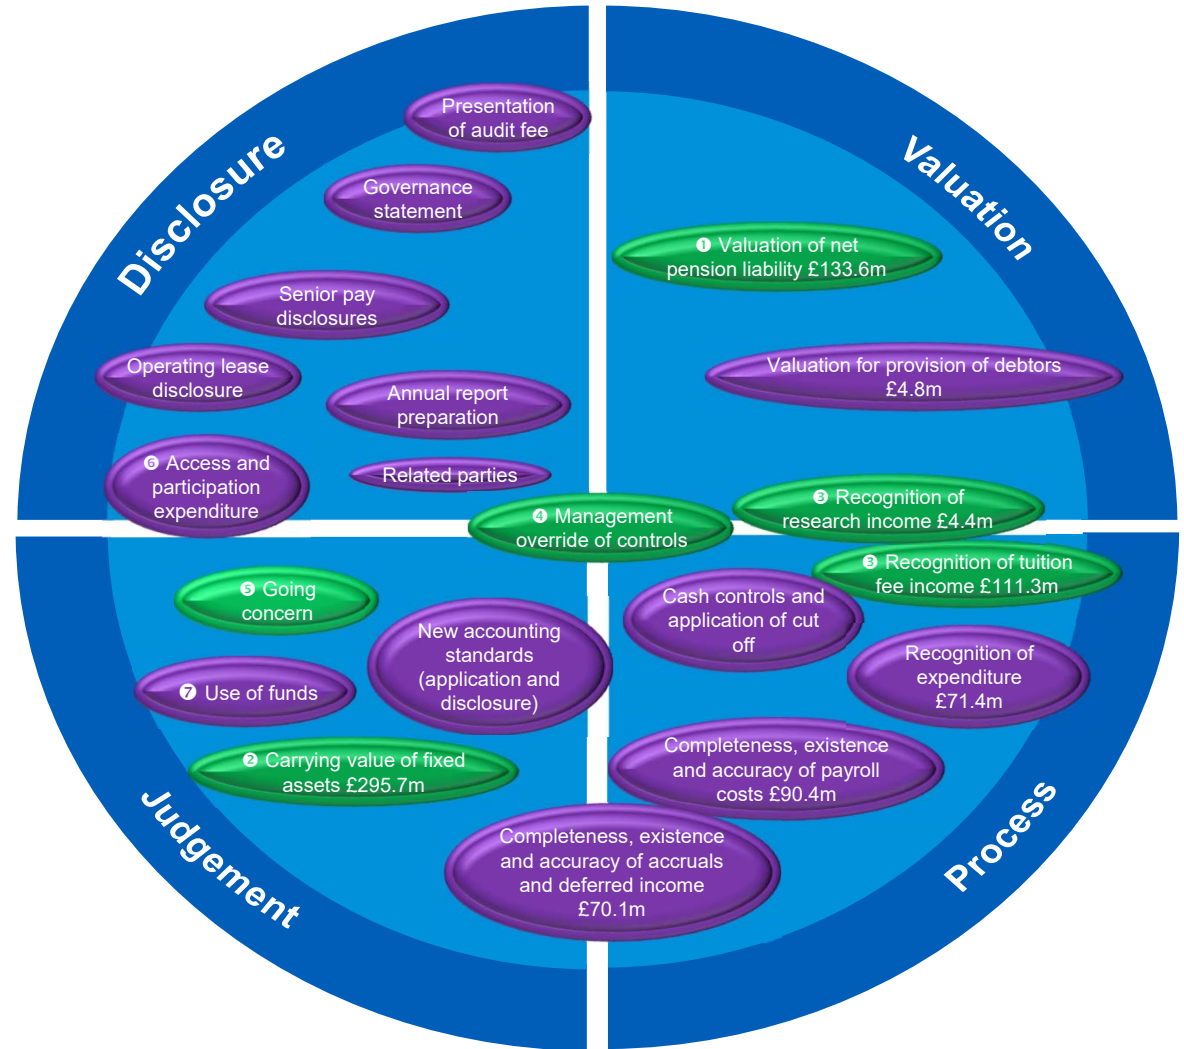 Disclosure
Presentation
of audit fee
Governance
statement
Senior pay
disclosures
Operating lease
disclosure
Annual report
preparation
❻ Access and
participation
expenditure
Related parties
Valuation
❶ Valuation of net
pension liability £133.6m
Valuation for provision of debtors
£4.8m
❸ Recognition of
research income £4.4m
❹ Management
override of controls
❸ Recognition of tuition
fee income £111.3m
Judgement
❺ Going
concern
New accounting
standards
(application and
disclosure)
❼ Use of funds
❷ Carrying value of fixed
assets £295.7m
Process
Cash controls and
application of cut
off
Recognition of
expenditure
£71.4m
Completeness, existence
and accuracy of payroll
costs £90.4m
Completeness, existence
and accuracy of accruals
and deferred income
£70.1m